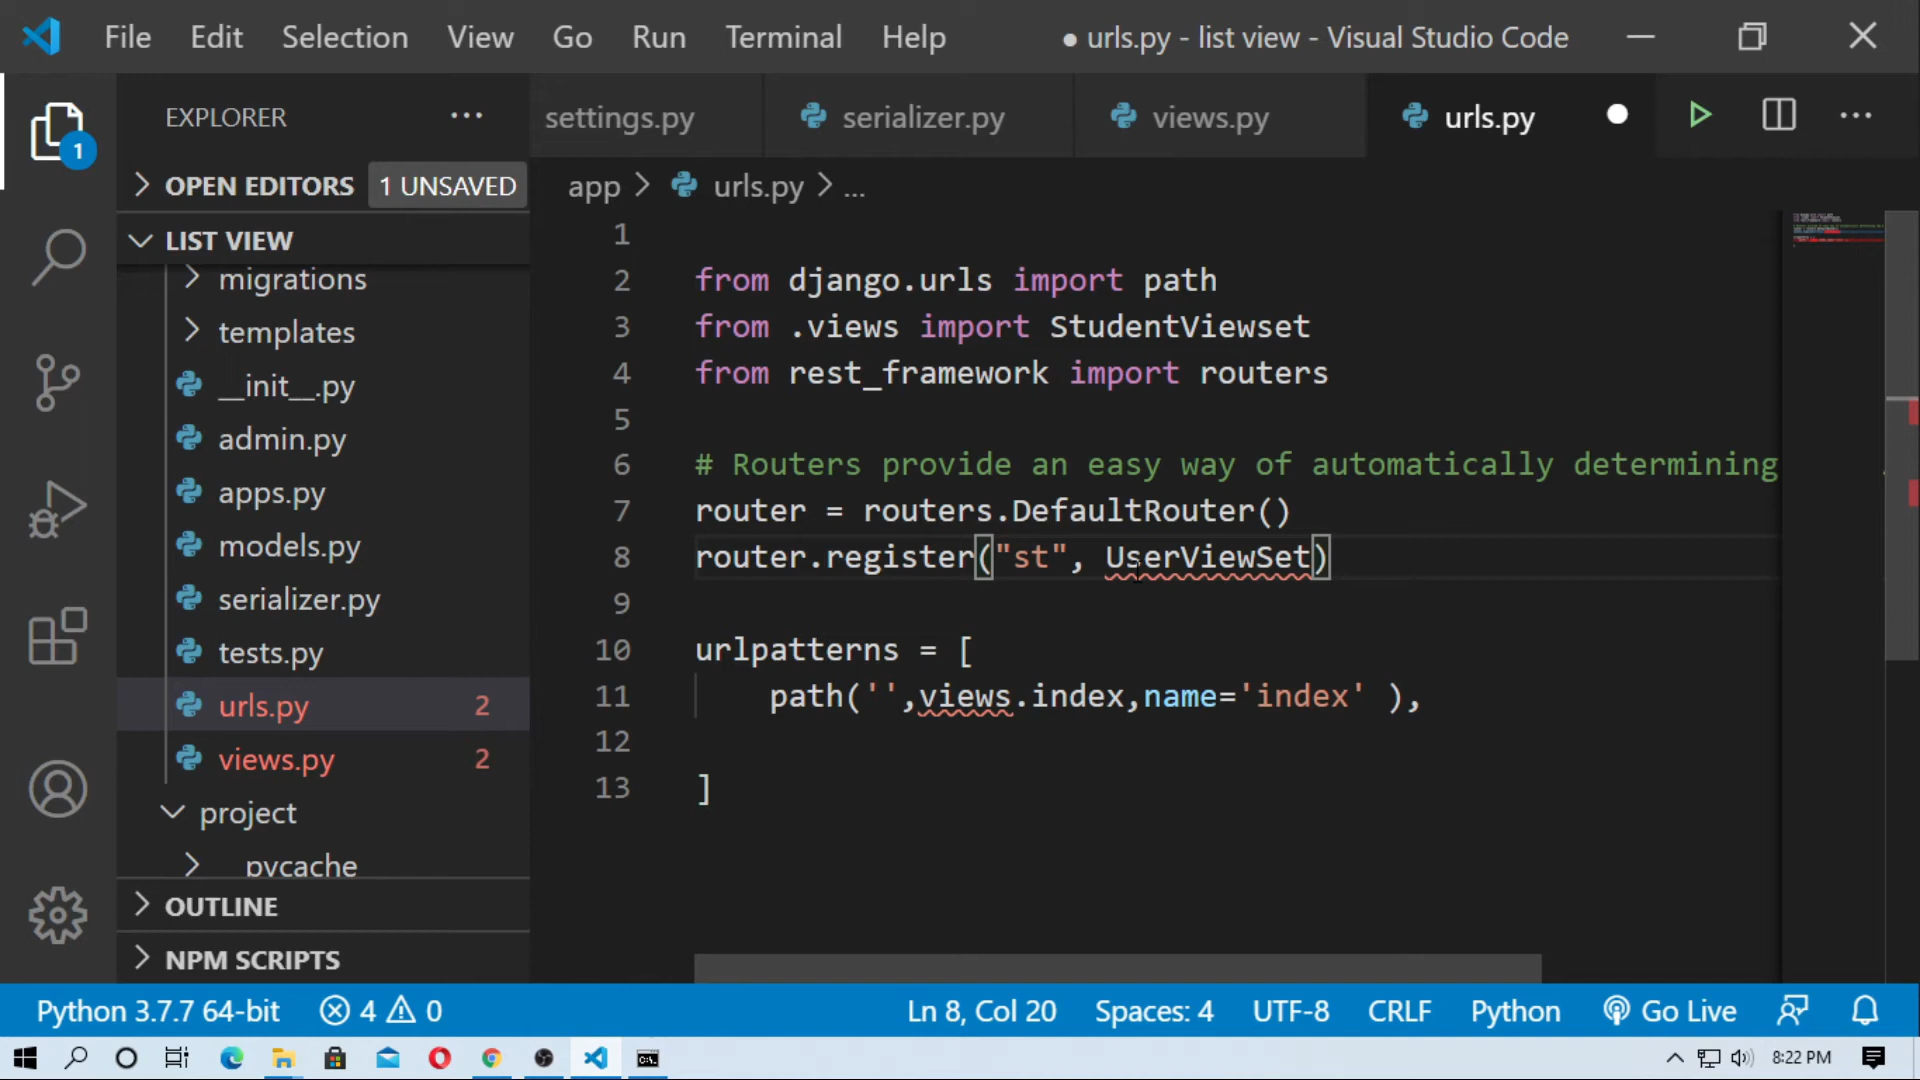 File Edit Selection View Go Run Terminal Help ● urls.py - list view - Visual Studio Code
EXPLORER ...
settings.py serializer.py views.py urls.py
1
OPEN EDITORS 1 UNSAVED
app > urls.py > ...
LIST VIEW
migrations
templates
__init__.py
admin.py
apps.py
models.py
serializer.py
tests.py
urls.py 2
views.py 2
project
OUTLINE
NPM SCRIPTS
1
2 from django.urls import path
3 from .views import StudentViewset
4 from rest_framework import routers
5
6 # Routers provide an easy way of automatically determining
7 router = routers.DefaultRouter()
8 router.register("st", UserViewSet)
9
10 urlpatterns = [
11 path('',views.index,name='index' ),
12
13 ]
Python 3.7.7 64-bit 4 0 Ln 8, Col 20 Spaces: 4 UTF-8 CRLF Python Go Live
8:22 PM